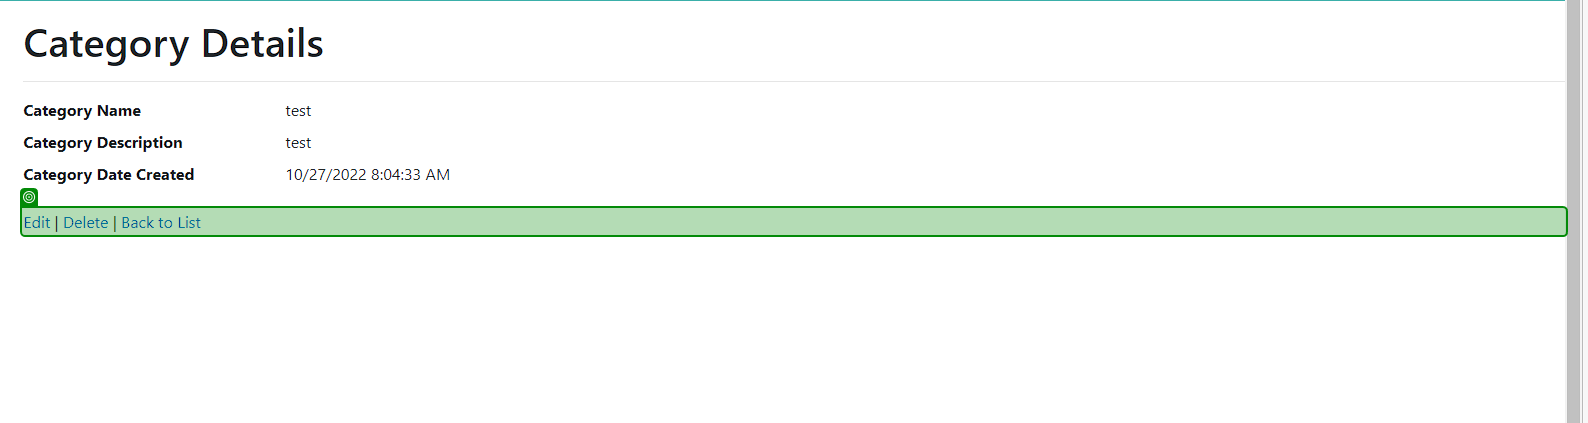 Category Details
Category Name test
Category Description test
Category Date Created 10/27/2022 8:04:33 AM
Edit | Delete | Back to List